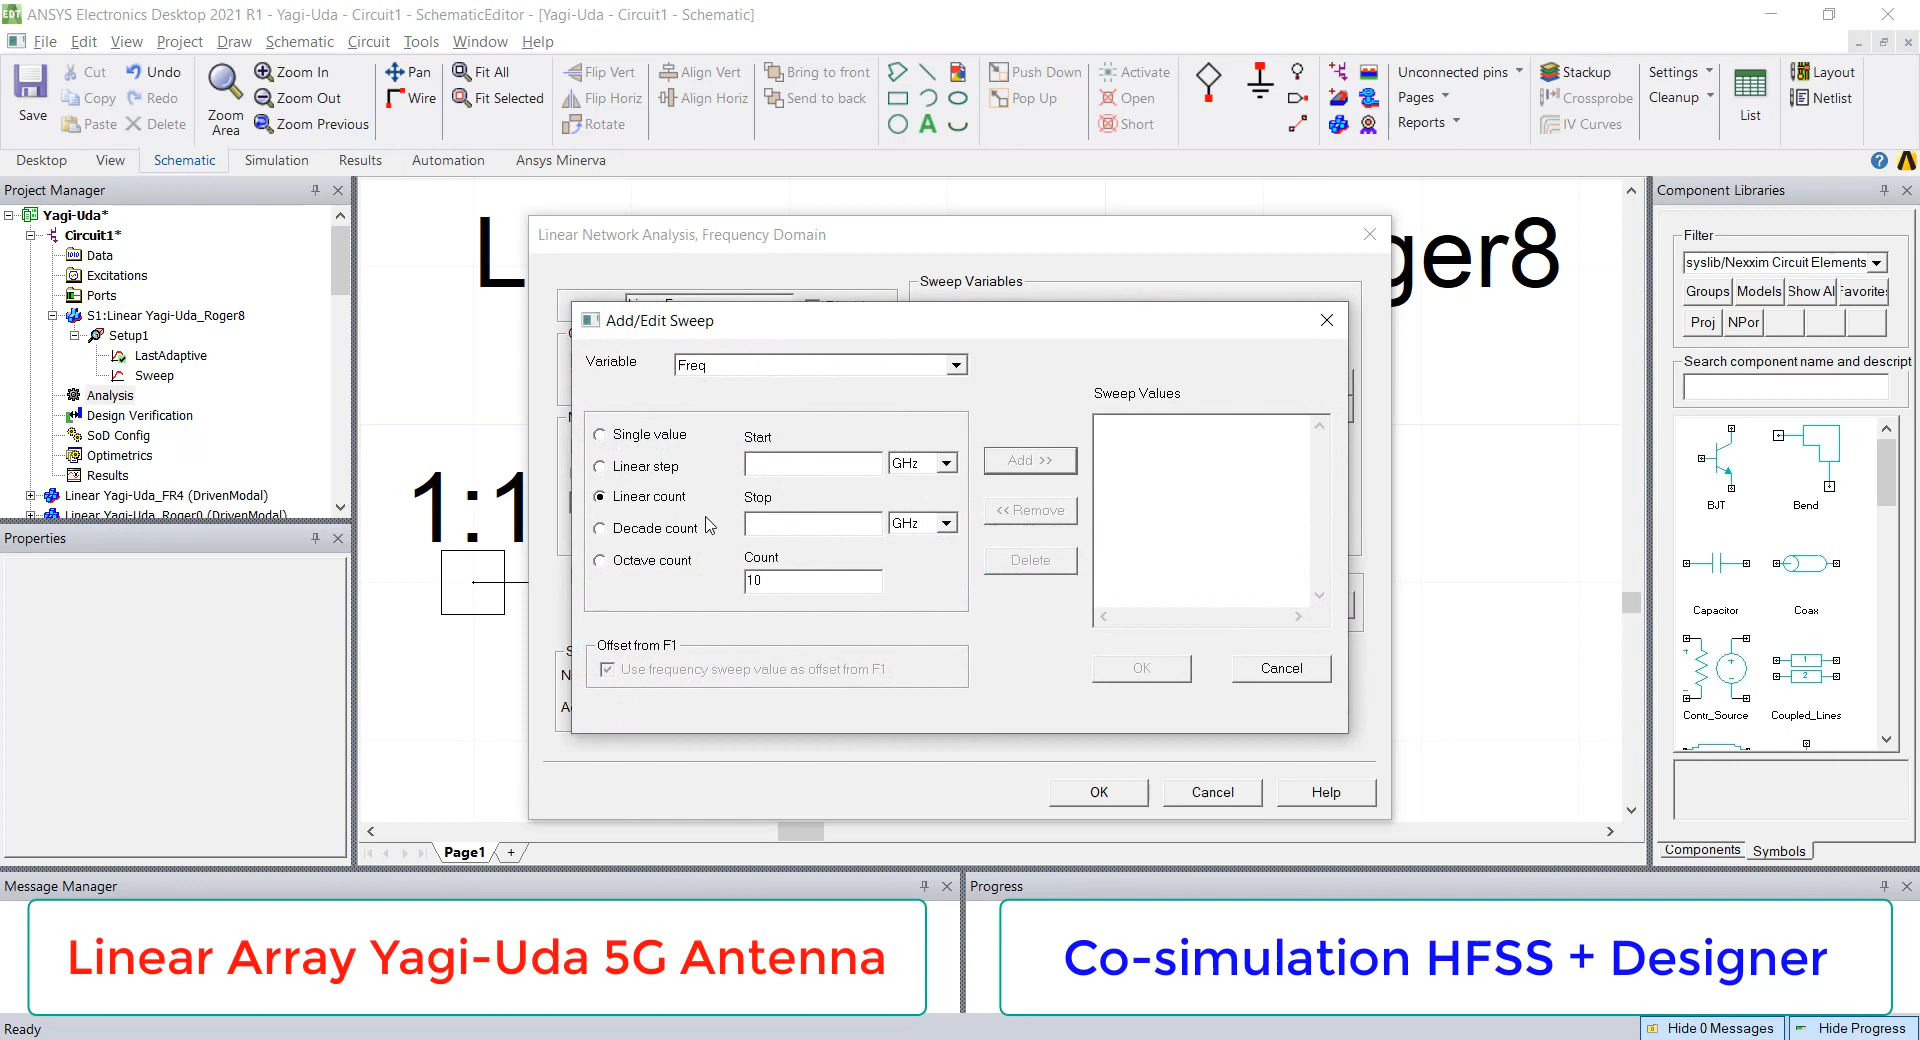 ANSYS Electronics Desktop 2021 R1 - Yagi-Uda - Circuit1 - SchematicEditor - [Yagi-Uda - Circuit1 - Schematic]
File Edit View Project Draw Schematic Circuit Tools Window Help
Save
Cut
Copy
Paste
Undo
Redo
Delete
Zoom Area
Zoom In
Zoom Out
Zoom Previous
Pan
Wire
Fit All
Fit Selected
Flip Vert
Flip Horiz
Rotate
Align Vert
Align Horiz
Bring to front
Send to back
Push Down
Pop Up
Activate
Open
Short
Unconnected pins
Pages
Reports
Stackup
Crossprobe
IV Curves
Settings
Cleanup
List
Layout
Netlist
Desktop View Schematic Simulation Results Automation Ansys Minerva
Project Manager
Yagi-Uda*
Circuit1*
Data
Excitations
Ports
S1:Linear Yagi-Uda_Roger8
Setup1
LastAdaptive
Sweep
Analysis
Design Verification
SoD Config
Optimetrics
Results
Linear Yagi-Uda_FR4 (DrivenModal)
Linear Yagi-Uda_Roger0 (DrivenModal)
Properties
L
ger8
1:1
Linear Network Analysis, Frequency Domain
Sweep Variables
Add/Edit Sweep
Variable
Freq
Single value
Linear step
Linear count
Decade count
Octave count
Start
GHz
Stop
GHz
Count
10
Add >>
<< Remove
Delete
Sweep Values
Offset from F1
Use frequency sweep value as offset from F1
OK
Cancel
OK
Cancel
Help
Page1
+
Component Libraries
Filter
syslib/Nexxim Circuit Elements
Groups Models Show Al Favorite
Proj NPor
Search component name and descript
BJT
Bend
Capacitor
Coax
Contr_Source
Coupled_Lines
Components
Symbols
Message Manager
Progress
Linear Array Yagi-Uda 5G Antenna
Co-simulation HFSS + Designer
Ready
Hide 0 Messages
Hide Progress